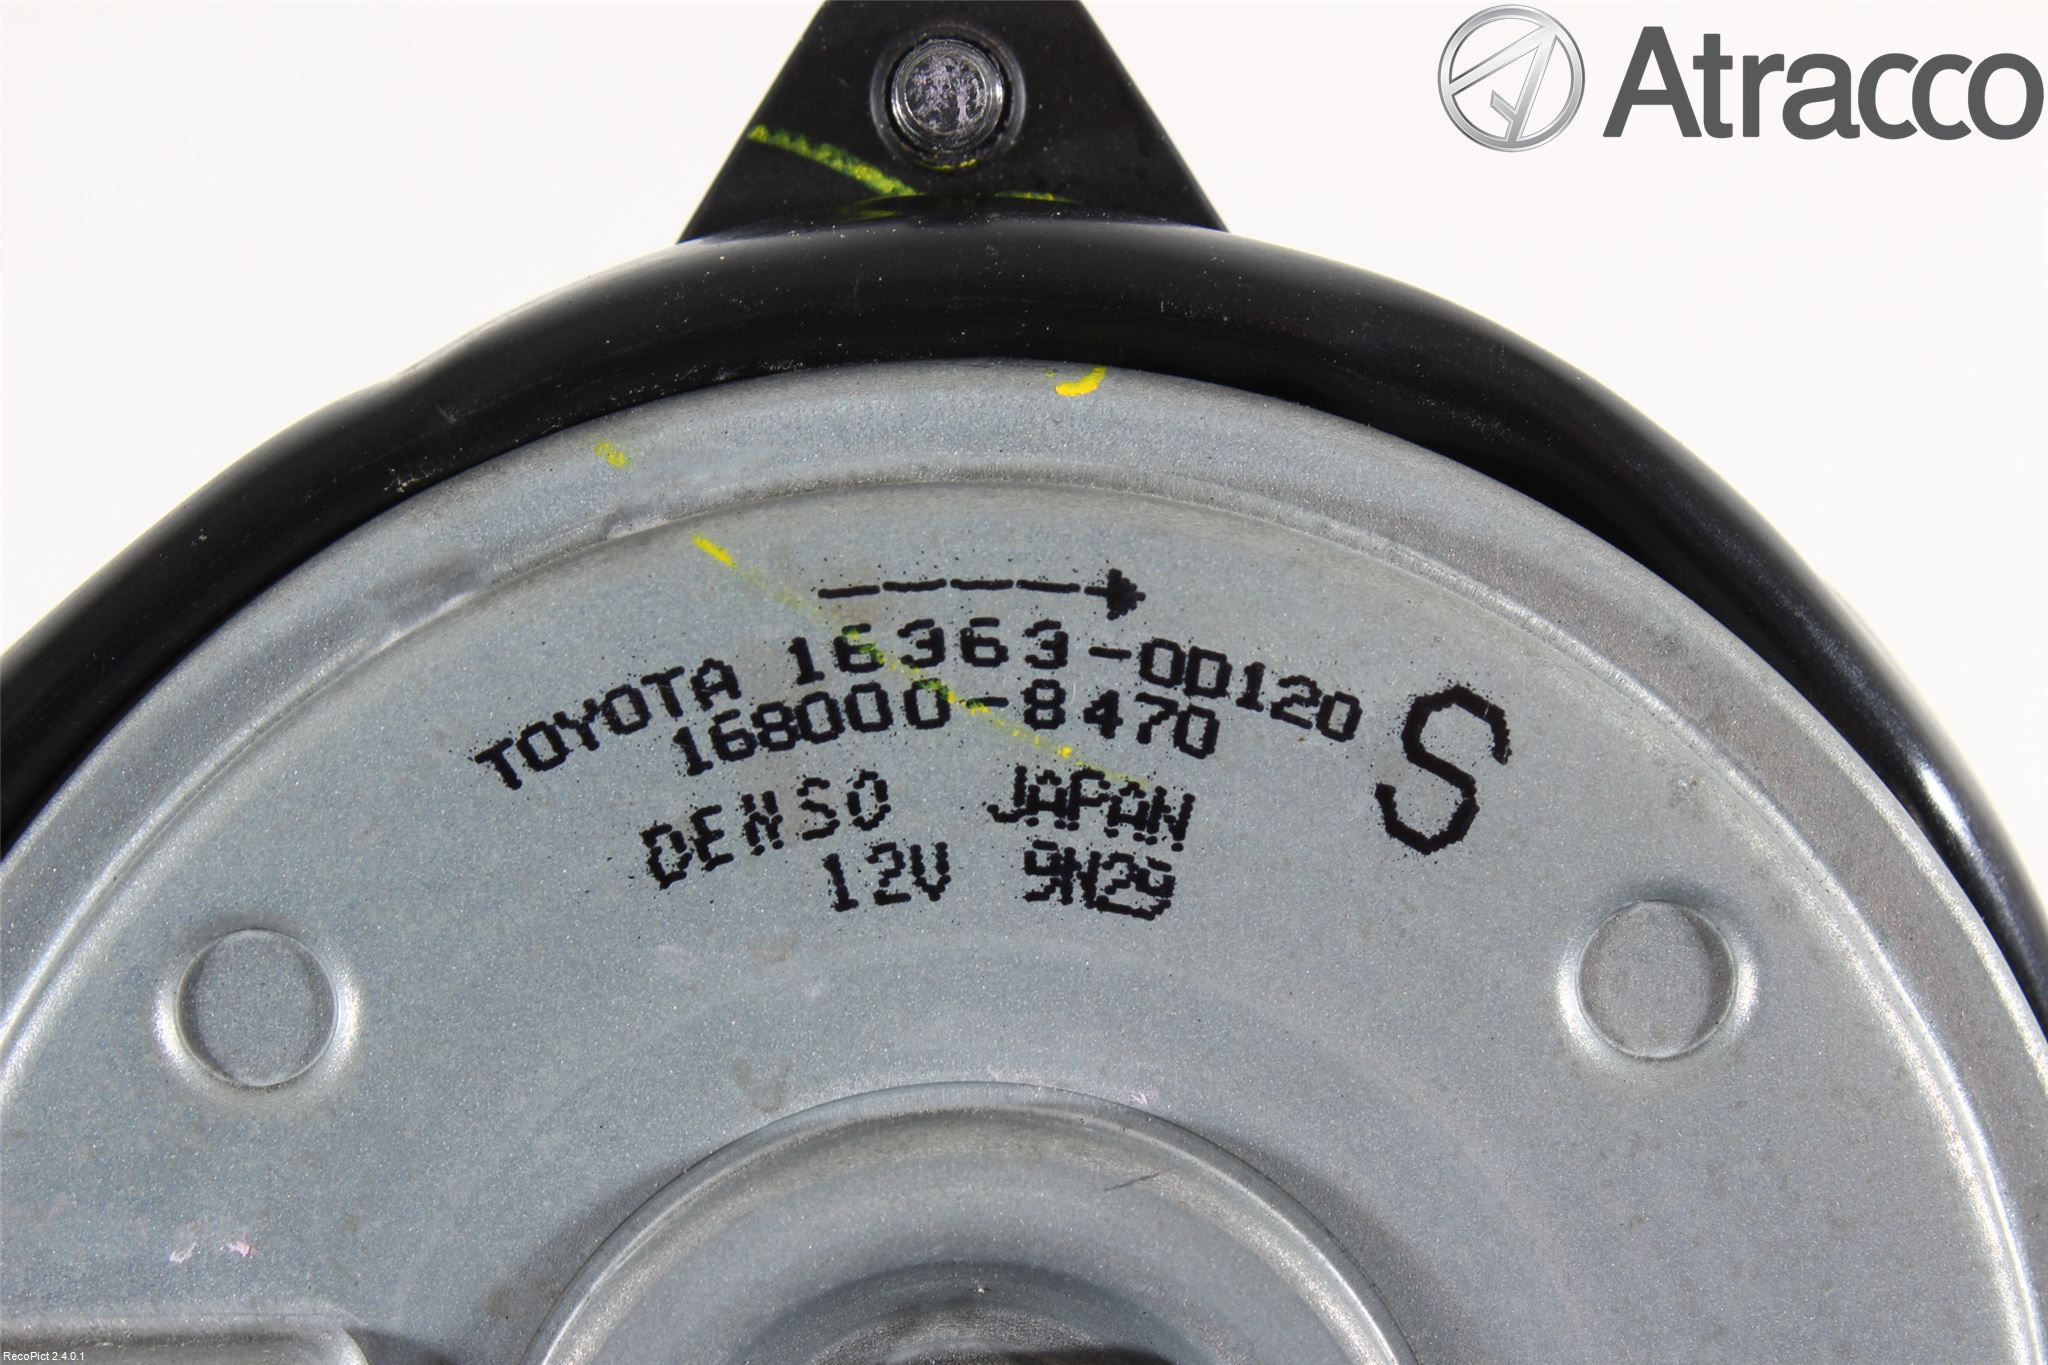 Atracco
TOYOTA 16363-0D120
S
168000-8470
DENSO JAPAN
12V 9N29
RecoPict 2.4.0.1